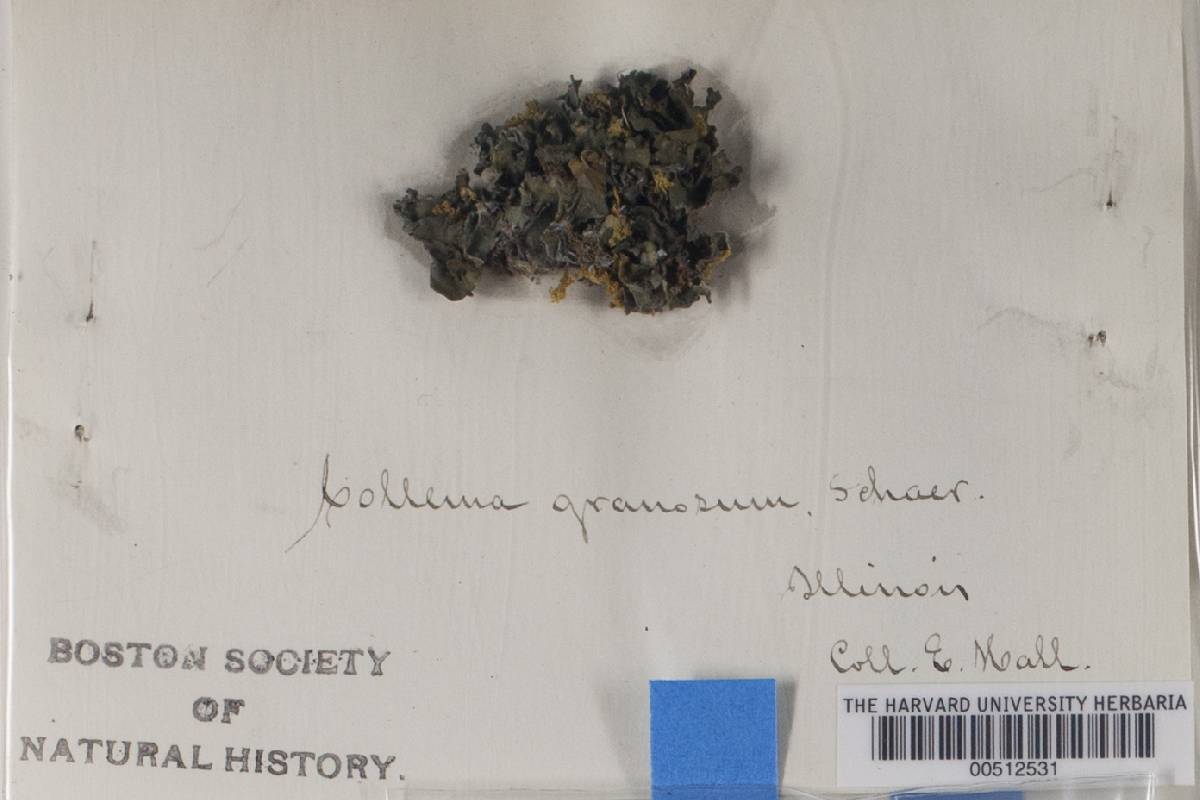 Collema granosum, Schaer.
Illinois
Coll. E. Hall.
BOSTON SOCIETY
OF
NATURAL HISTORY.
THE HARVARD UNIVERSITY HERBARIA
00512531